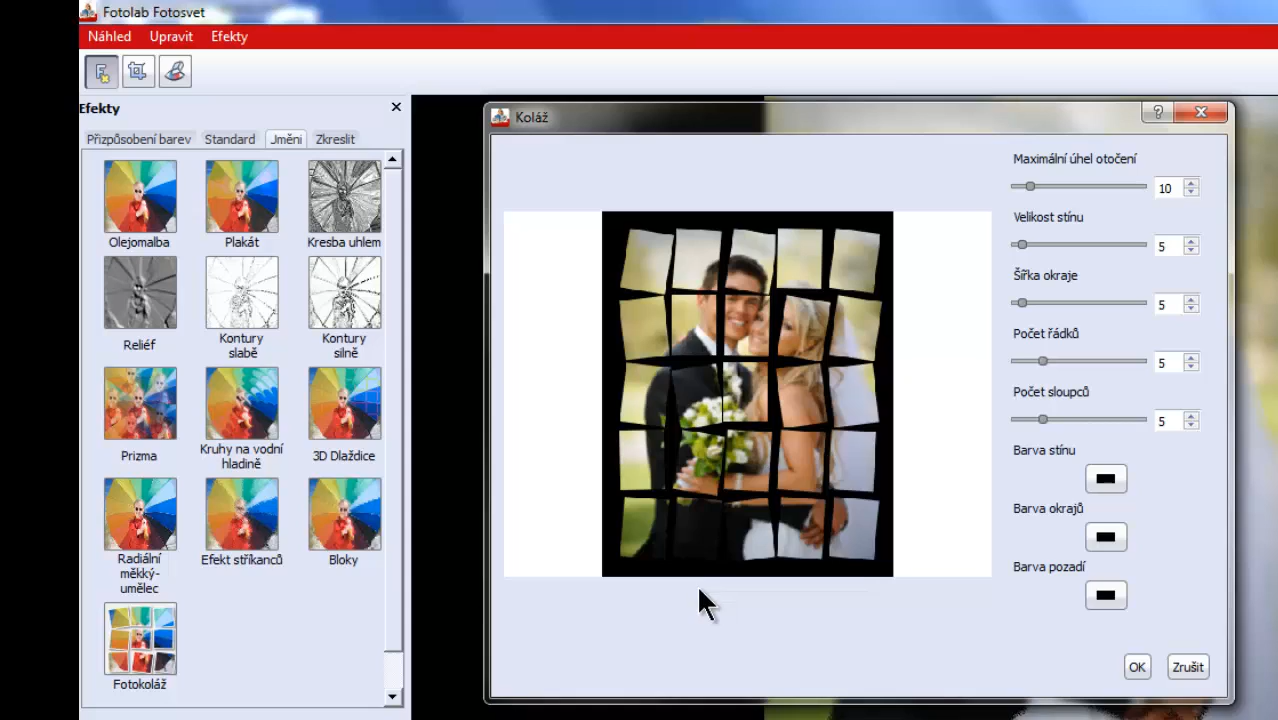 Fotolab Fotosvet
Náhled Upravit Efekty
Efekty
Přizpůsobení barev Standard Jmění Zkreslit
Olejomalba Plakát Kresba uhlem
Reliéf Kontury slabě Kontury silně
Prizma Kruhy na vodní hladině 3D Dlaždice
Radiální měkký-umělec Efekt stříkanců Bloky
Fotokoláž
Koláž
Maximální úhel otočení
10
Velikost stínu
5
Šířka okraje
5
Počet řádků
5
Počet sloupců
5
Barva stínu
Barva okrajů
Barva pozadí
OK Zrušit